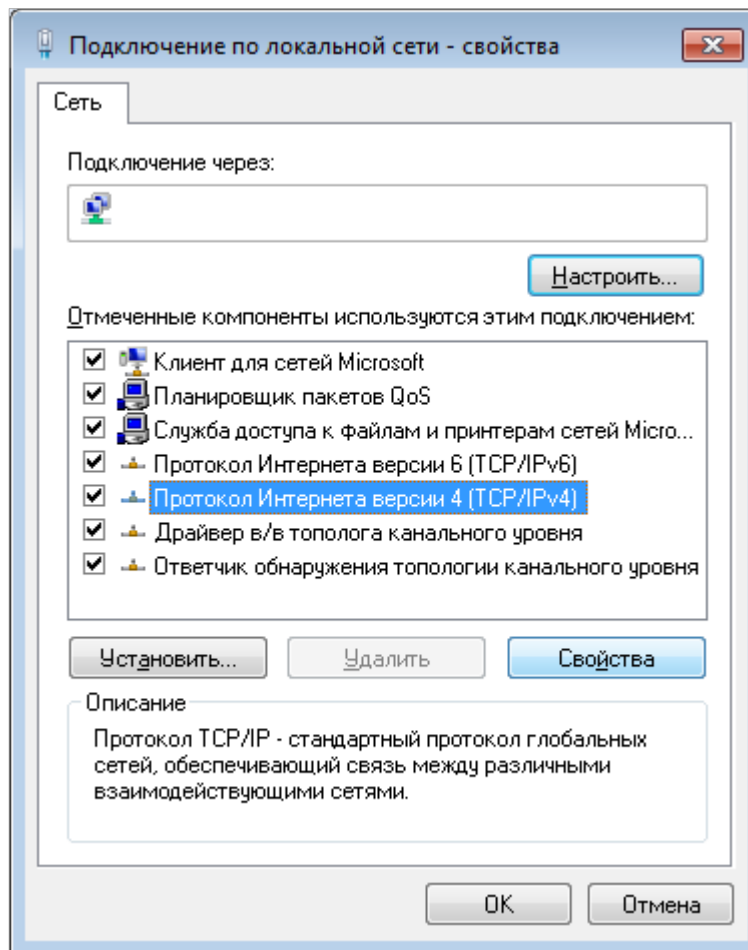 Подключение по локальной сети - свойства
Сеть
Подключение через:
Настроить...
Отмеченные компоненты используются этим подключением:
Клиент для сетей Microsoft
Планировщик пакетов QoS
Служба доступа к файлам и принтерам сетей Micro...
Протокол Интернета версии 6 (TCP/IPv6)
Протокол Интернета версии 4 (TCP/IPv4)
Драйвер в/в тополога канального уровня
Ответчик обнаружения топологии канального уровня
Установить...
Удалить
Свойства
Описание
Протокол TCP/IP - стандартный протокол глобальных
сетей, обеспечивающий связь между различными
взаимодействующими сетями.
OK
Отмена